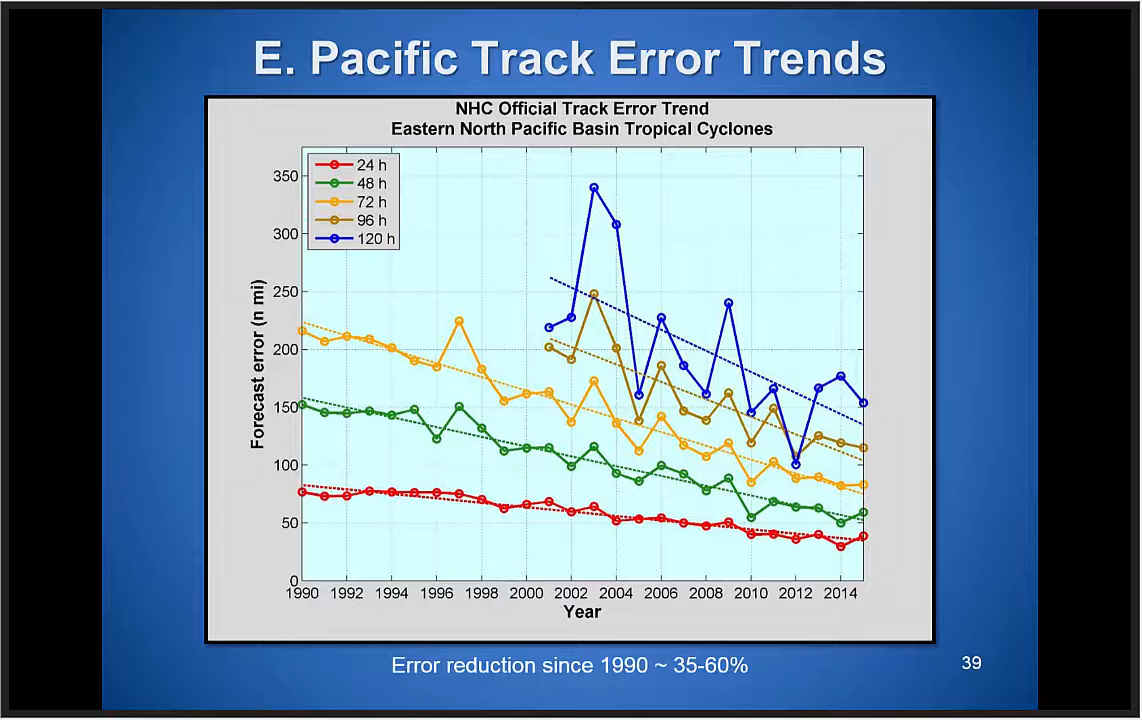 E. Pacific Track Error Trends
NHC Official Track Error Trend
Eastern North Pacific Basin Tropical Cyclones
24 h
48 h
72 h
96 h
120 h
350
300
250
200
150
100
50
0
Forecast error (n mi)
1990 1992 1994 1996 1998 2000 2002 2004 2006 2008 2010 2012 2014
Year
Error reduction since 1990 ~ 35-60%
39